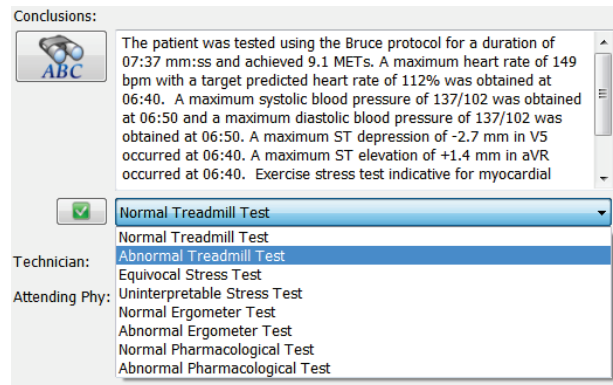 Conclusions:
ABC
The patient was tested using the Bruce protocol for a duration of
07:37 mm:ss and achieved 9.1 METs. A maximum heart rate of 149
bpm with a target predicted heart rate of 112% was obtained at
06:40.  A maximum systolic blood pressure of 137/102 was obtained
at 06:50 and a maximum diastolic blood pressure of 137/102 was
obtained at 06:50. A maximum ST depression of -2.7 mm in V5
occurred at 06:40. A maximum ST elevation of +1.4 mm in aVR
occurred at 06:40.  Exercise stress test indicative for myocardial
Normal Treadmill Test
Normal Treadmill Test
Abnormal Treadmill Test
Technician:
Equivocal Stress Test
Uninterpretable Stress Test
Attending Phy:
Normal Ergometer Test
Abnormal Ergometer Test
Normal Pharmacological Test
Abnormal Pharmacological Test